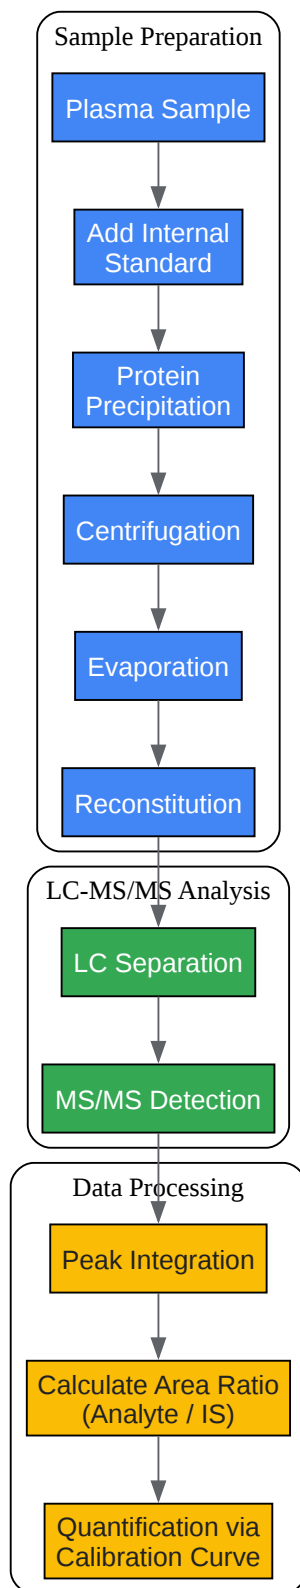 Sample Preparation
Plasma Sample
Add Internal
Standard
Protein
Precipitation
Centrifugation
Evaporation
Reconstitution
LC-MS/MS Analysis
LC Separation
MS/MS Detection
Data Processing
Peak Integration
Calculate Area Ratio
(Analyte / IS)
Quantification via
Calibration Curve